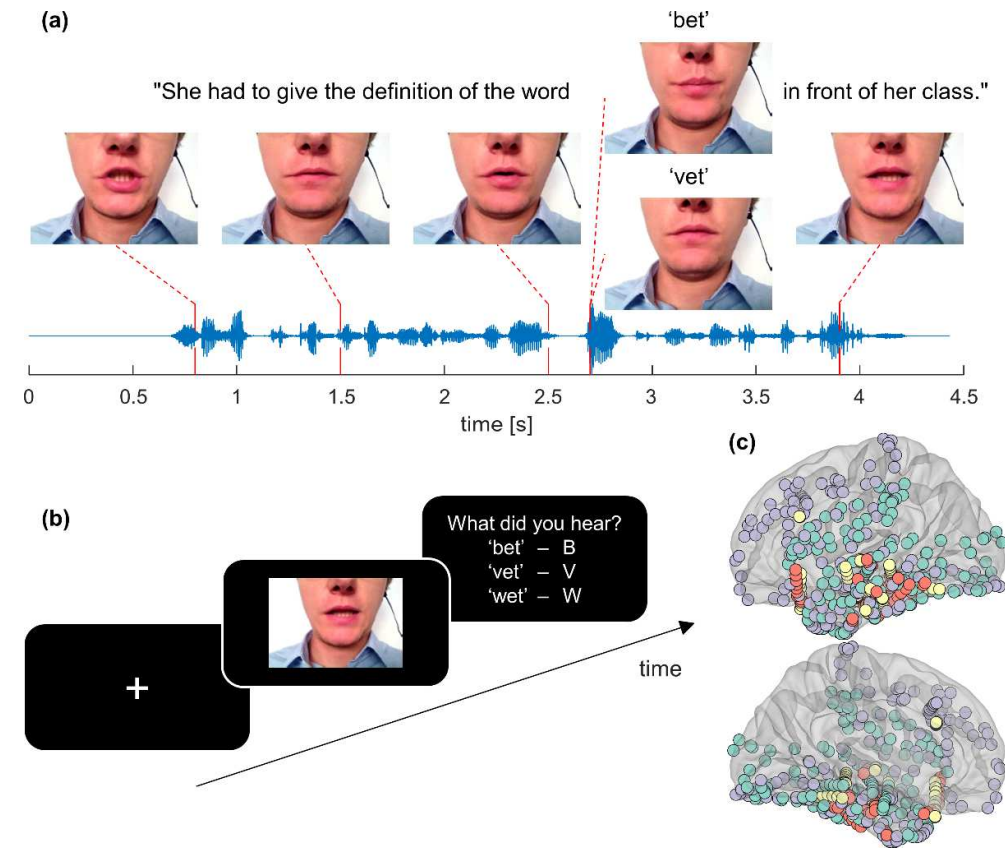 (a)
'bet'
"She had to give the definition of the word
in front of her class."
'vet'
0 0.5 1 1.5 2 2.5 3 3.5 4 4.5
time [s]
(b)
What did you hear?
'bet' – B
'vet' – V
'wet' – W
+
time
(c)